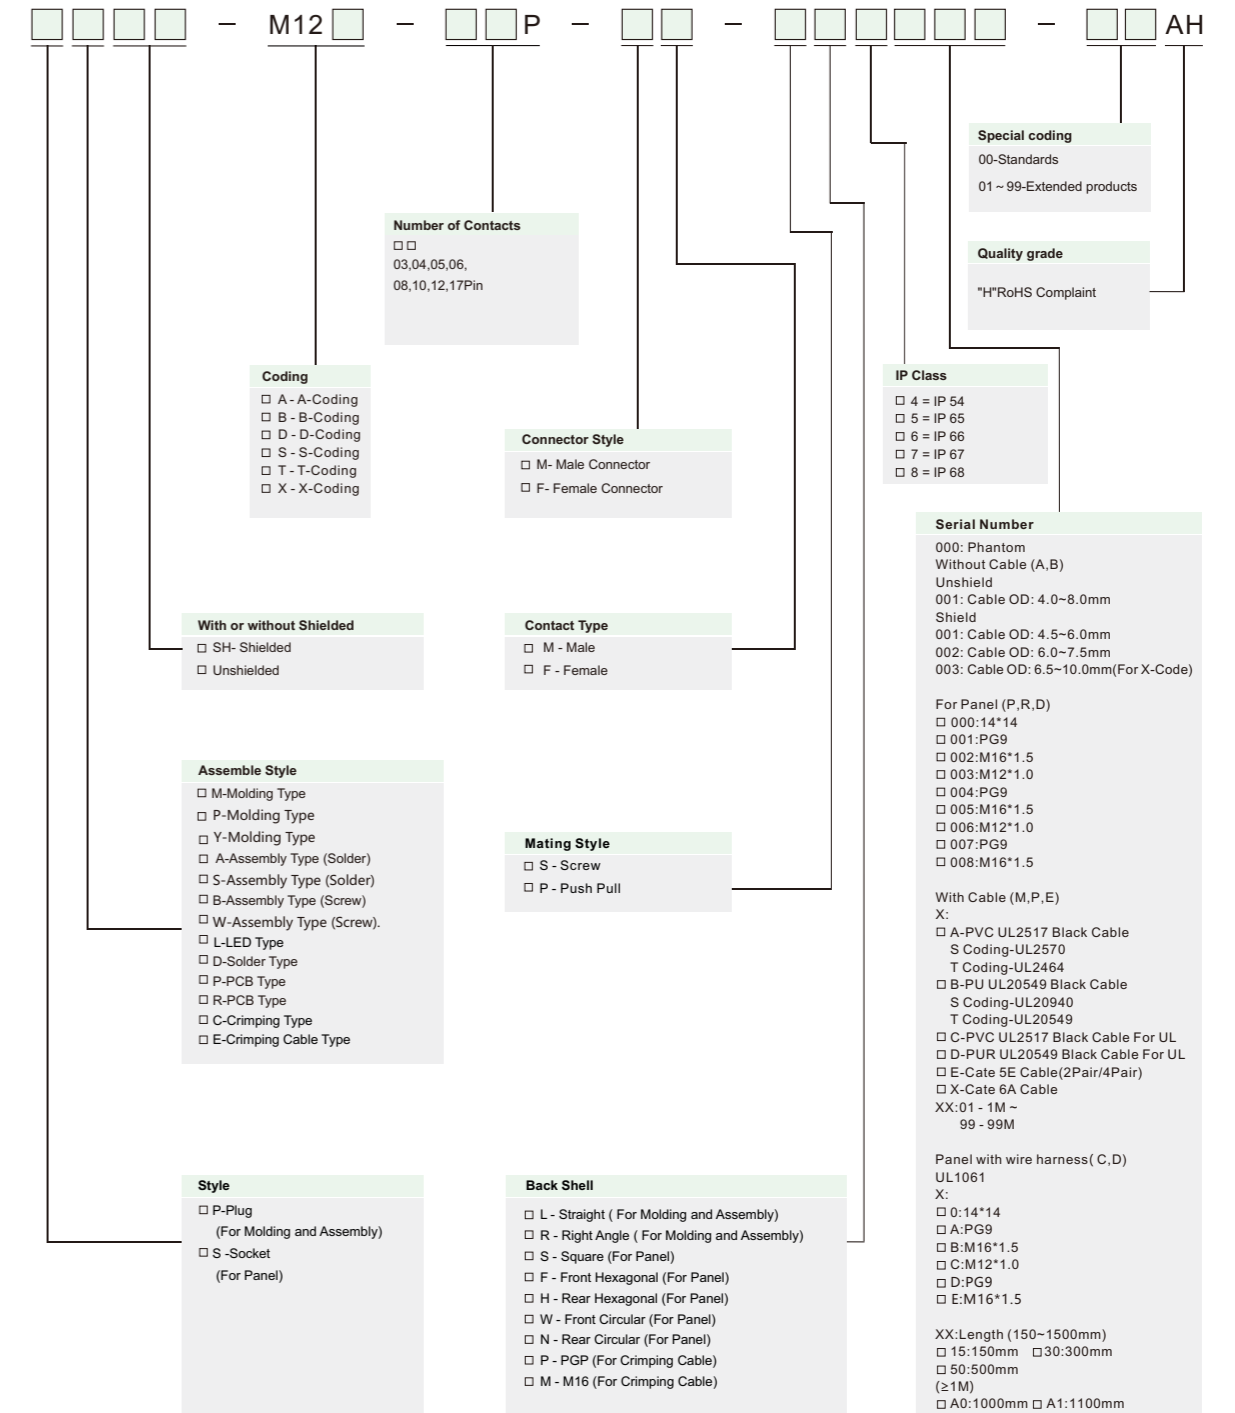 – M12 – P – – – AH
Special coding
00-Standards
01 ~ 99-Extended products
Number of Contacts
03,04,05,06,
08,10,12,17Pin
Quality grade
"H"RoHS Complaint
Coding
A - A-Coding
B - B-Coding
D - D-Coding
S - S-Coding
T - T-Coding
X - X-Coding
IP Class
4 = IP 54
5 = IP 65
6 = IP 66
7 = IP 67
8 = IP 68
Connector Style
M- Male Connector
F- Female Connector
With or without Shielded
SH- Shielded
Unshielded
Contact Type
M - Male
F - Female
Assemble Style
M-Molding Type
P-Molding Type
Y-Molding Type
A-Assembly Type (Solder)
S-Assembly Type (Solder)
B-Assembly Type (Screw)
W-Assembly Type (Screw).
L-LED Type
D-Solder Type
P-PCB Type
R-PCB Type
C-Crimping Type
E-Crimping Cable Type
Mating Style
S - Screw
P - Push Pull
Style
P-Plug
(For Molding and Assembly)
S -Socket
(For Panel)
Back Shell
L - Straight ( For Molding and Assembly)
R - Right Angle ( For Molding and Assembly)
S - Square (For Panel)
F - Front Hexagonal (For Panel)
H - Rear Hexagonal (For Panel)
W - Front Circular (For Panel)
N - Rear Circular (For Panel)
P - PGP (For Crimping Cable)
M - M16 (For Crimping Cable)
Serial Number
000: Phantom
Without Cable (A,B)
Unshield
001: Cable OD: 4.0~8.0mm
Shield
001: Cable OD: 4.5~6.0mm
002: Cable OD: 6.0~7.5mm
003: Cable OD: 6.5~10.0mm(For X-Code)
For Panel (P,R,D)
000:14*14
001:PG9
002:M16*1.5
003:M12*1.0
004:PG9
005:M16*1.5
006:M12*1.0
007:PG9
008:M16*1.5
With Cable (M,P,E)
X:
A-PVC UL2517 Black Cable
S Coding-UL2570
T Coding-UL2464
B-PU UL20549 Black Cable
S Coding-UL20940
T Coding-UL20549
C-PVC UL2517 Black Cable For UL
D-PUR UL20549 Black Cable For UL
E-Cate 5E Cable(2Pair/4Pair)
X-Cate 6A Cable
XX:01 - 1M ~
99 - 99M
Panel with wire harness( C,D)
UL1061
X:
0:14*14
A:PG9
B:M16*1.5
C:M12*1.0
D:PG9
E:M16*1.5
XX:Length (150~1500mm)
15:150mm 30:300mm
50:500mm
(≥1M)
A0:1000mm A1:1100mm